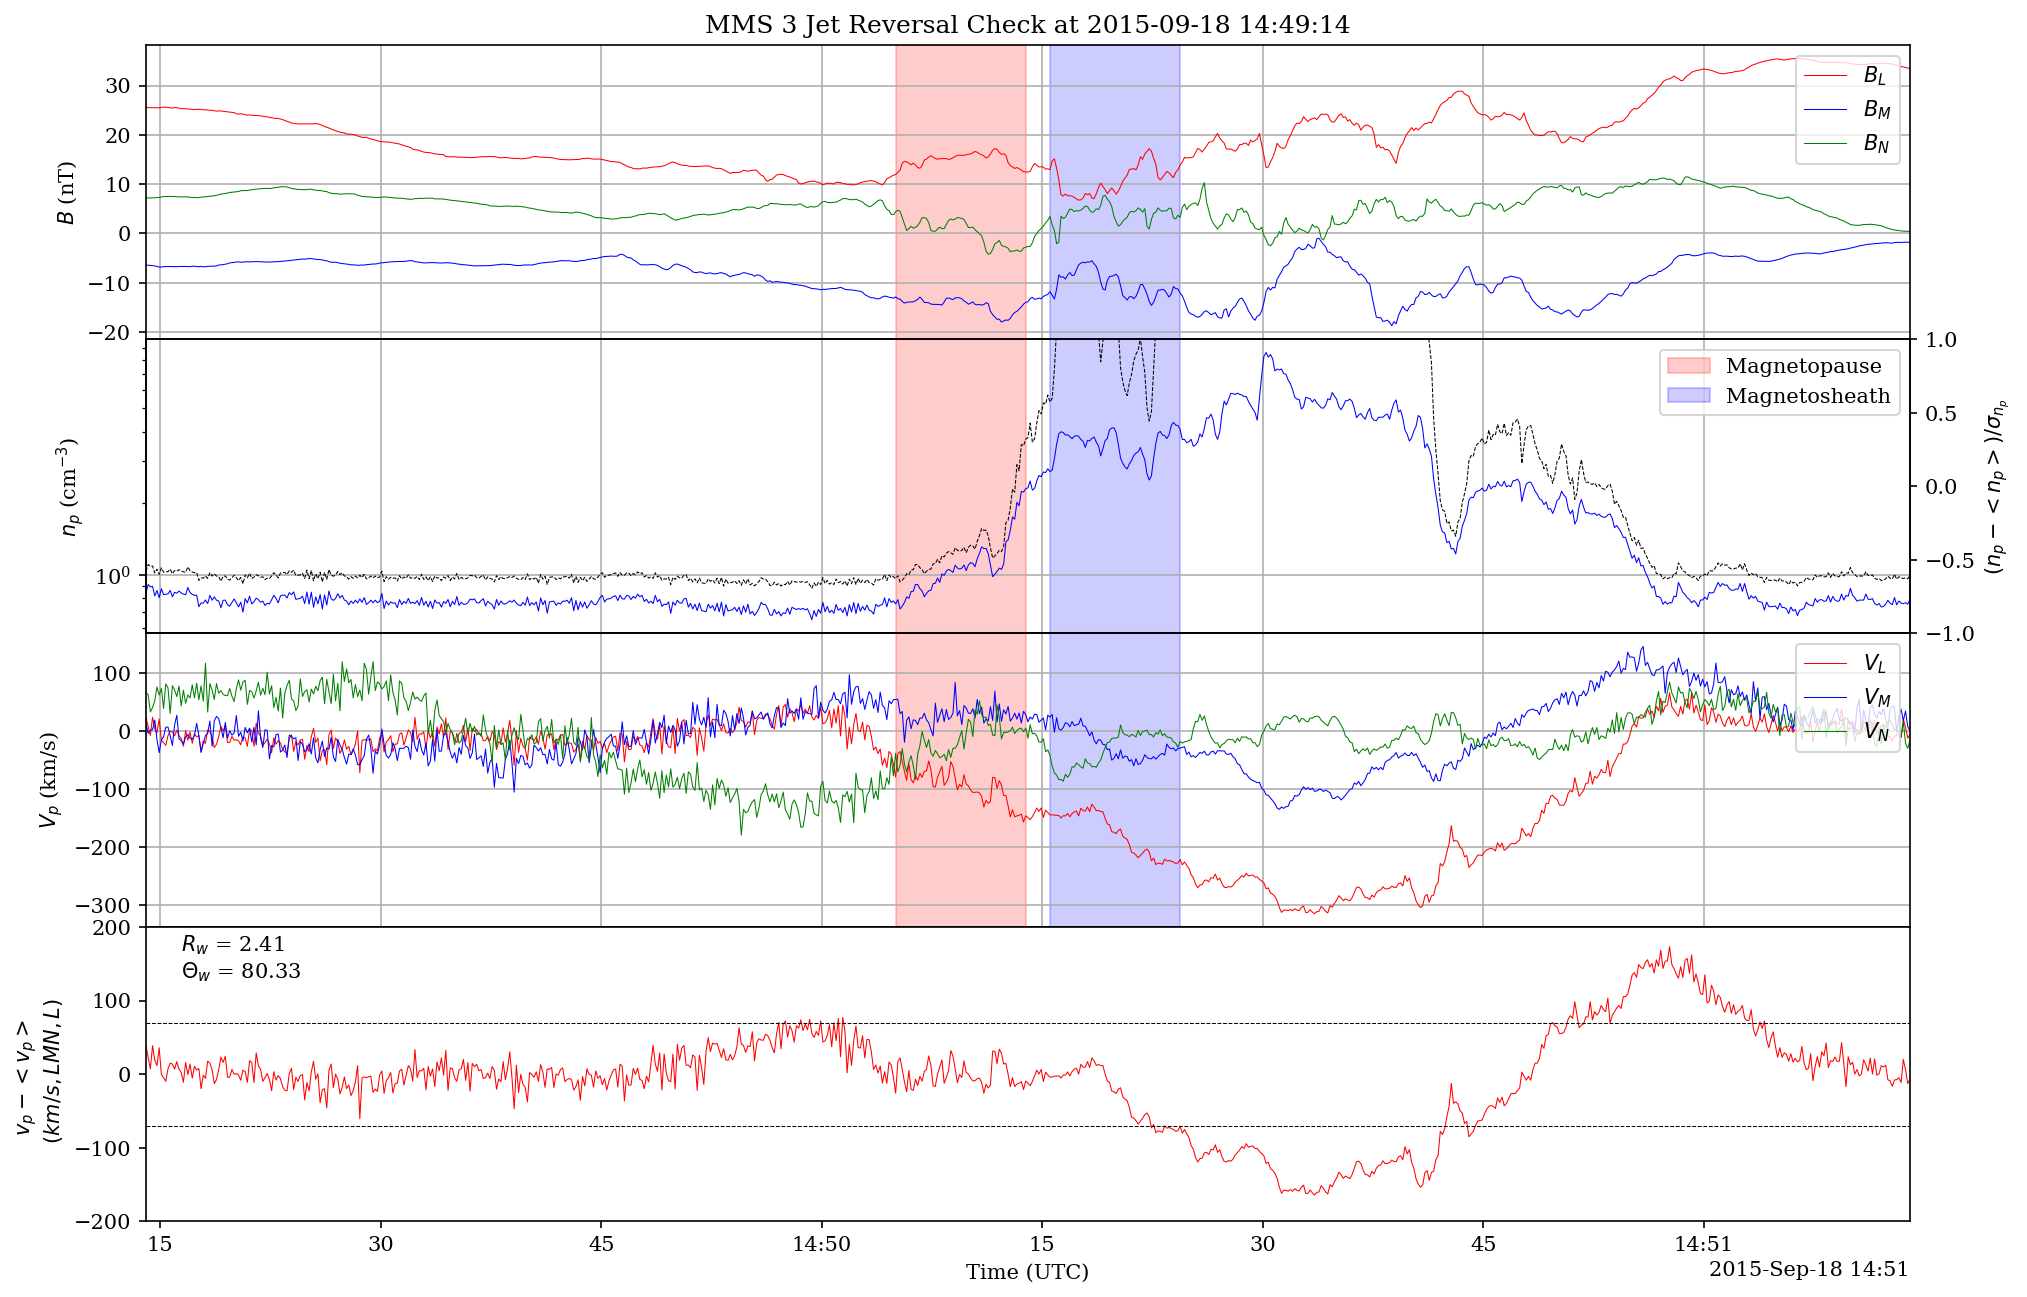 MMS 3 Jet Reversal Check at 2015-09-18 14:49:14
30
20
10
0
−10
−20
B (nT)
B_L
B_M
B_N
10^0
n_p (cm^{−3})
Magnetopause
Magnetosheath
1.0
0.5
0.0
−0.5
−1.0
(n_p − < n_p >)/σ_{n_p}
100
0
−100
−200
−300
V_p (km/s)
V_L
V_M
V_N
200
100
0
−100
−200
v_p − < v_p >
(km/s, LMN, L)
R_w = 2.41
Θ_w = 80.33
15
30
45
14:50
15
30
45
14:51
Time (UTC)
2015-Sep-18 14:51